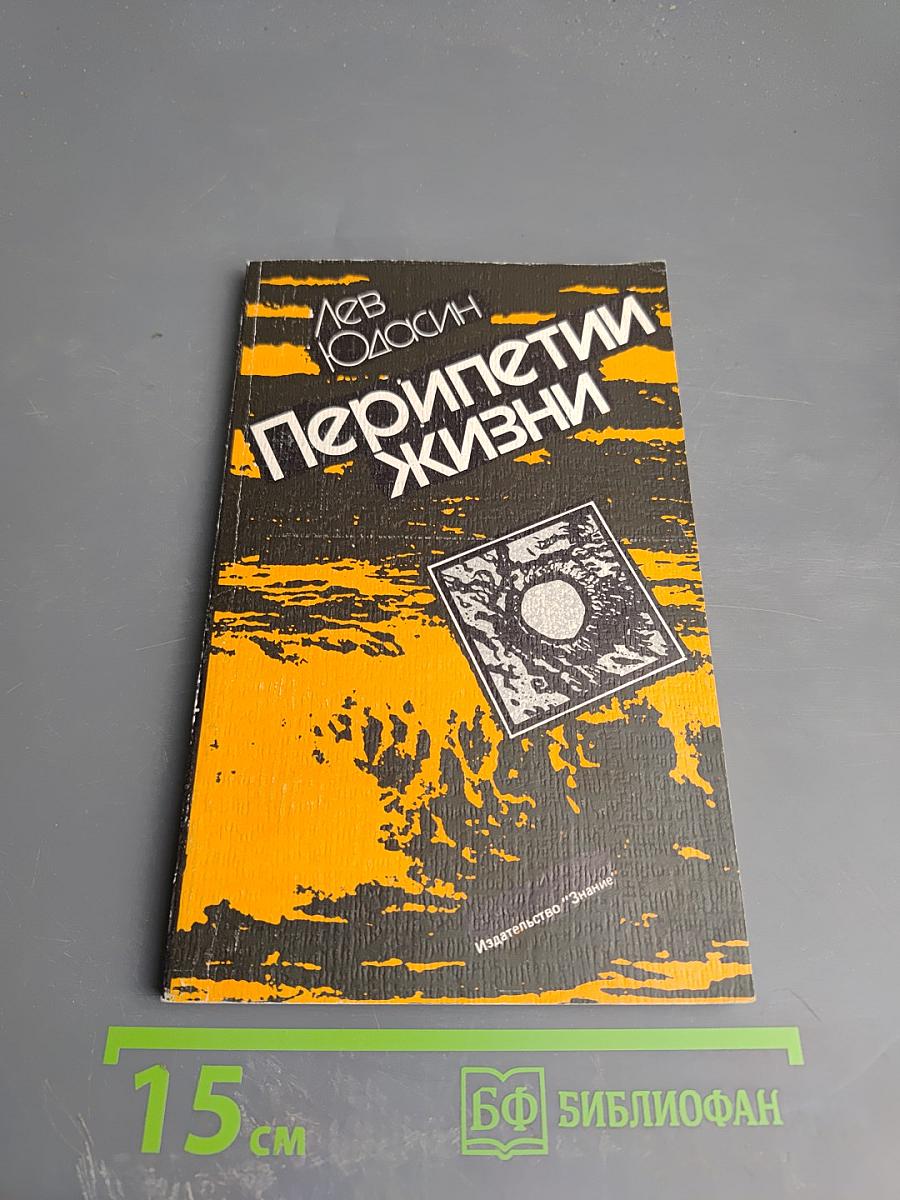 Лев
Юдасин
Перипетии
жизни
Издательство "Знание"
15 см
БФ БИБЛИОФАН